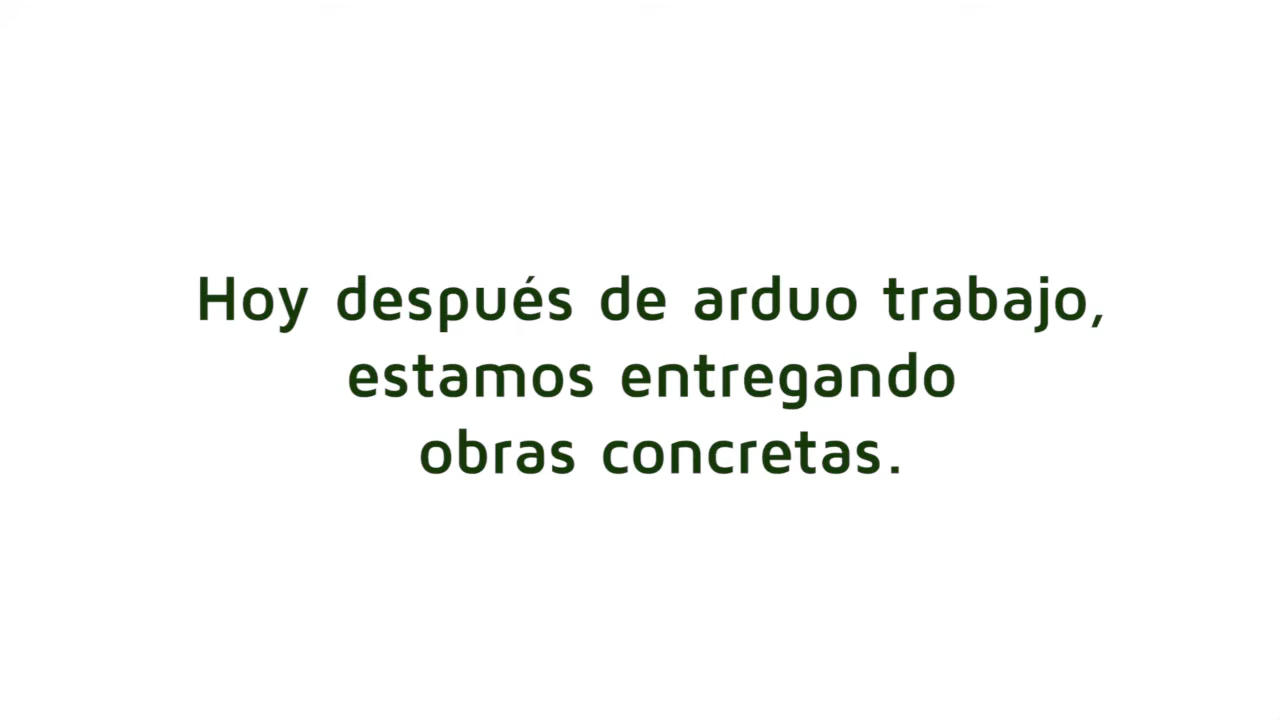 Hoy después de arduo trabajo,
estamos entregando
obras concretas.